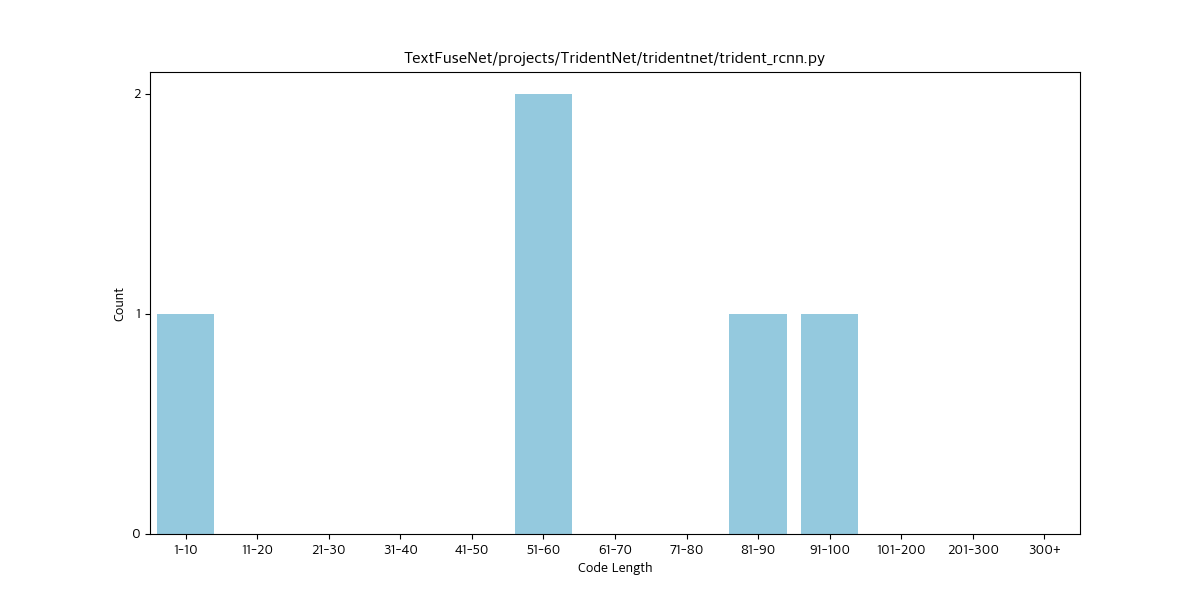 TextFuseNet/projects/TridentNet/tridentnet/trident_rcnn.py
2
1
0
Count
1-10 11-20 21-30 31-40 41-50 51-60 61-70 71-80 81-90 91-100 101-200 201-300 300+
Code Length